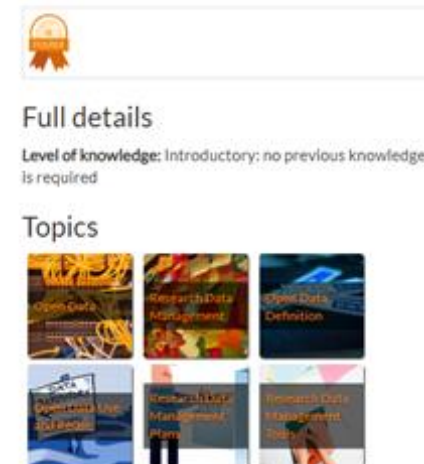 Full details
Level of knowledge: Introductory: no previous knowledge
is required
Topics
Open Data
Research Data
Management
Open Data
Definition
DATA
Open Data Use
and Reuse
Research Data
Management
Plans
Research Data
Management
Tools